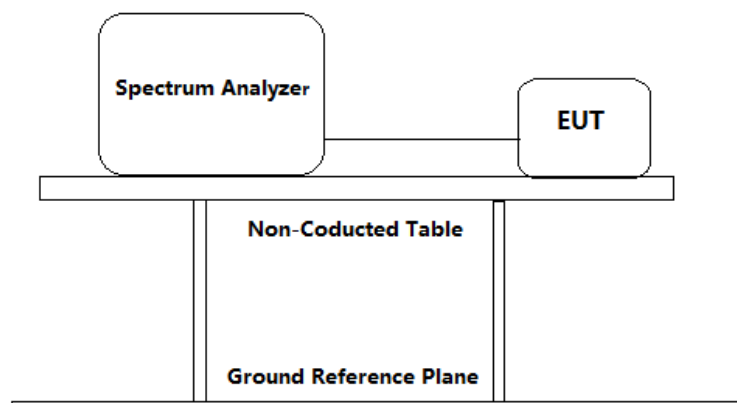 Spectrum Analyzer
EUT
Non-Coducted Table
Ground Reference Plane